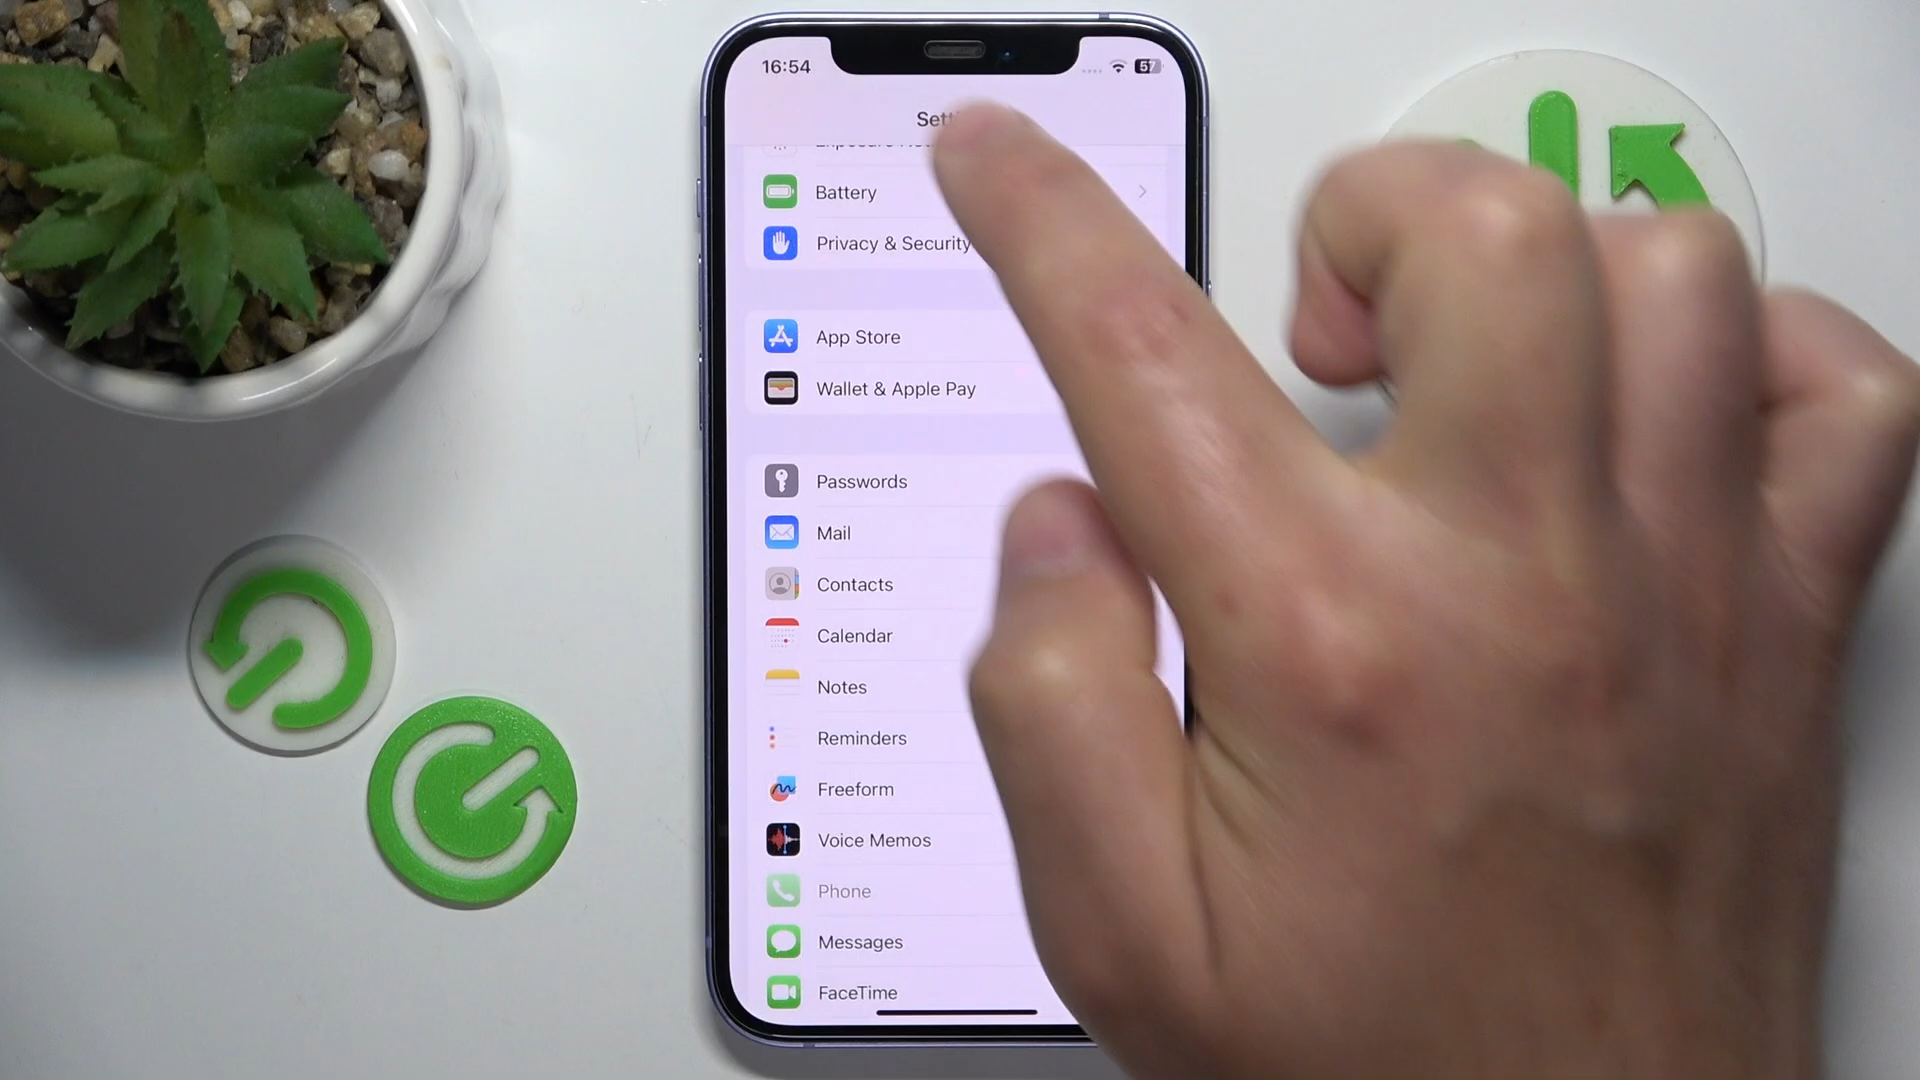 16:54
57
Battery
Privacy & Security
App Store
Wallet & Apple Pay
Passwords
Mail
Contacts
Calendar
Notes
Reminders
Freeform
Voice Memos
Phone
Messages
FaceTime